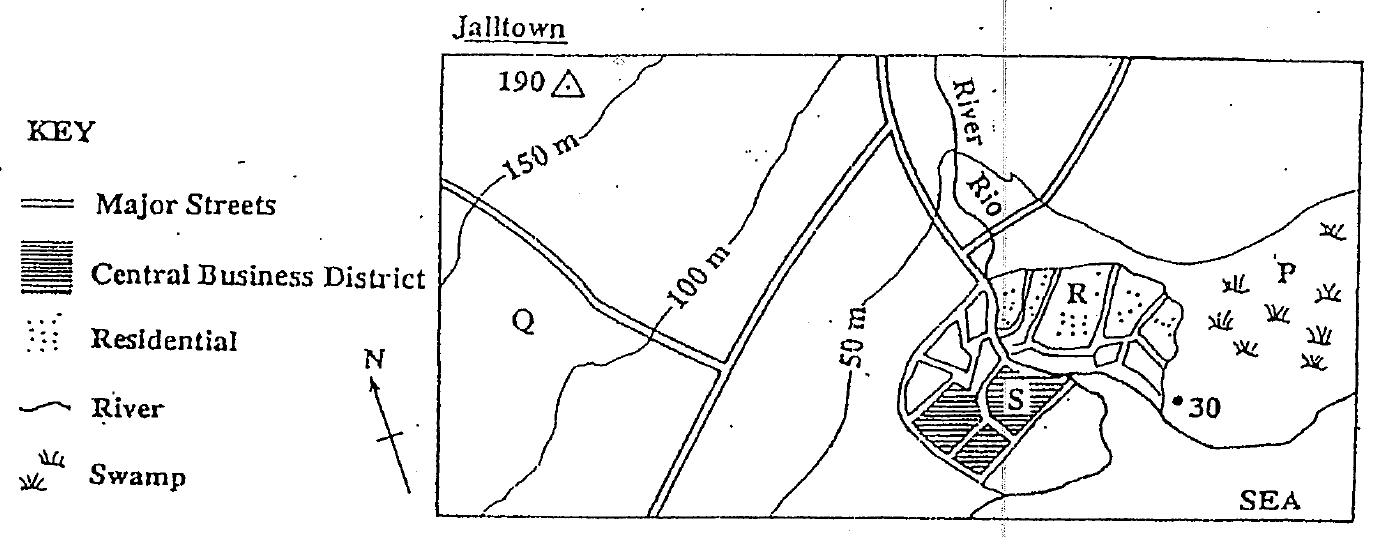 Jalltown
190
KEY
150 m
River
Rio
Major Streets
Central Business District
100 m
P
R
Q
50 m
Residential
N
S
River
30
Swamp
SEA